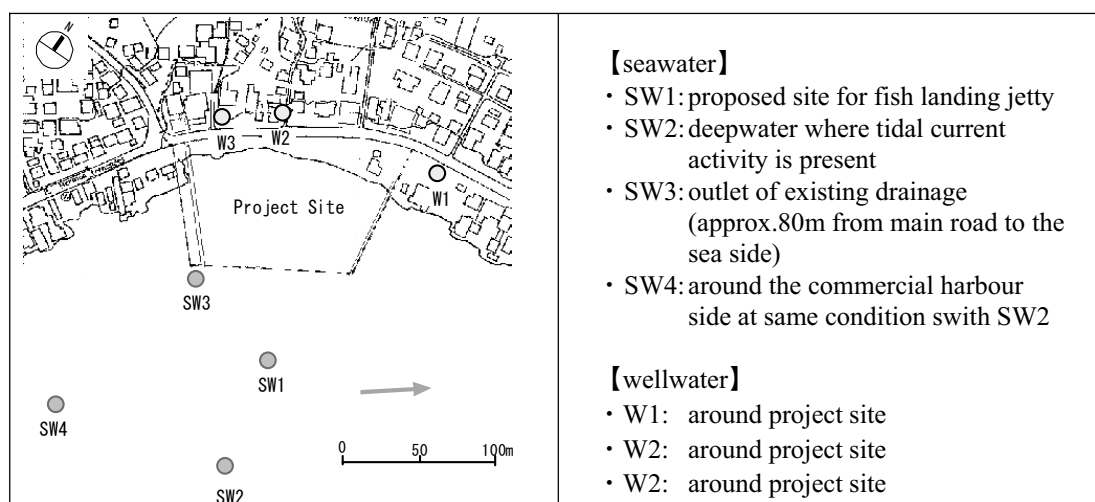 N
W3
W2
W1
Project Site
SW3
SW1
SW4
SW2
0 50 100m
【seawater】
・SW1: proposed site for fish landing jetty
・SW2: deepwater where tidal current
activity is present
・SW3: outlet of existing drainage
(approx.80m from main road to the
sea side)
・SW4: around the commercial harbour
side at same condition swith SW2
【wellwater】
・W1: around project site
・W2: around project site
・W2: around project site